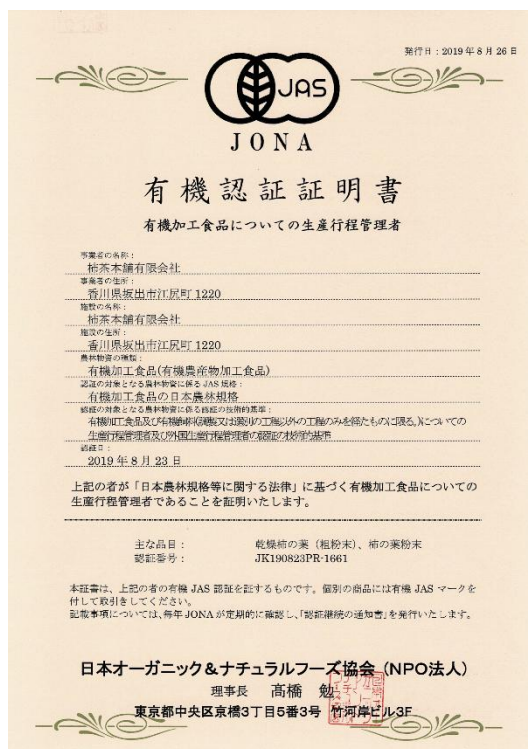 発行日：2019年8月26日
JAS
JONA
有機認証証明書
有機加工食品についての生産行程管理者
事業者の名称：
柿茶本舗有限会社
事業者の住所：
香川県坂出市江尻町1220
施設の名称：
柿茶本舗有限会社
施設の住所：
香川県坂出市江尻町1220
農林物資の種類：
有機加工食品(有機農産物加工食品)
認証の対象となる農林物資に係るJAS規格：
有機加工食品の日本農林規格
認証の対象となる農林物資に係る認証の技術的基準：
生産行程管理者及び外国生産行程管理者の認証の技術的基準
認証日：
2019年8月23日
上記の者が「日本農林規格等に関する法律」に基づく有機加工食品についての
生産行程管理者であることを証明いたします。
主な品目：　乾燥柿の葉（粗粉末）、柿の葉粉末
認証番号：　JK190823PR-1661
本証書は、上記の者の有機JAS認証を証するものです。個別の商品には有機JASマークを
付して取引きしてください。
記載事項については、毎年JONAが定期的に確認し、「認証継続の通知書」を発行いたします。
日本オーガニック＆ナチュラルフーズ協会（NPO法人）
理事長　髙橋　勉
東京都中央区京橋3丁目5番3号　竹河岸ビル3F